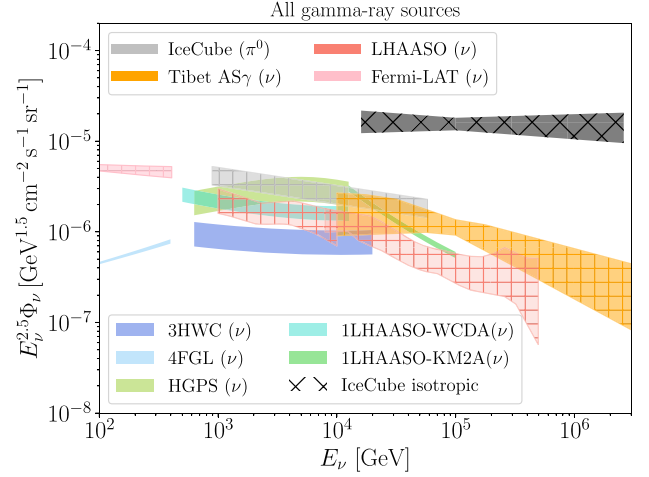 All gamma-ray sources
IceCube (π⁰)
Tibet ASγ (ν)
LHAASO (ν)
Fermi-LAT (ν)
10⁻⁴
10⁻⁵
10⁻⁶
10⁻⁷
10⁻⁸
E_ν^2.5 Φ_ν [GeV^1.5 cm⁻² s⁻¹ sr⁻¹]
3HWC (ν)
4FGL (ν)
HGPS (ν)
1LHAASO-WCDA(ν)
1LHAASO-KM2A(ν)
IceCube isotropic
10² 10³ 10⁴ 10⁵ 10⁶
E_ν [GeV]